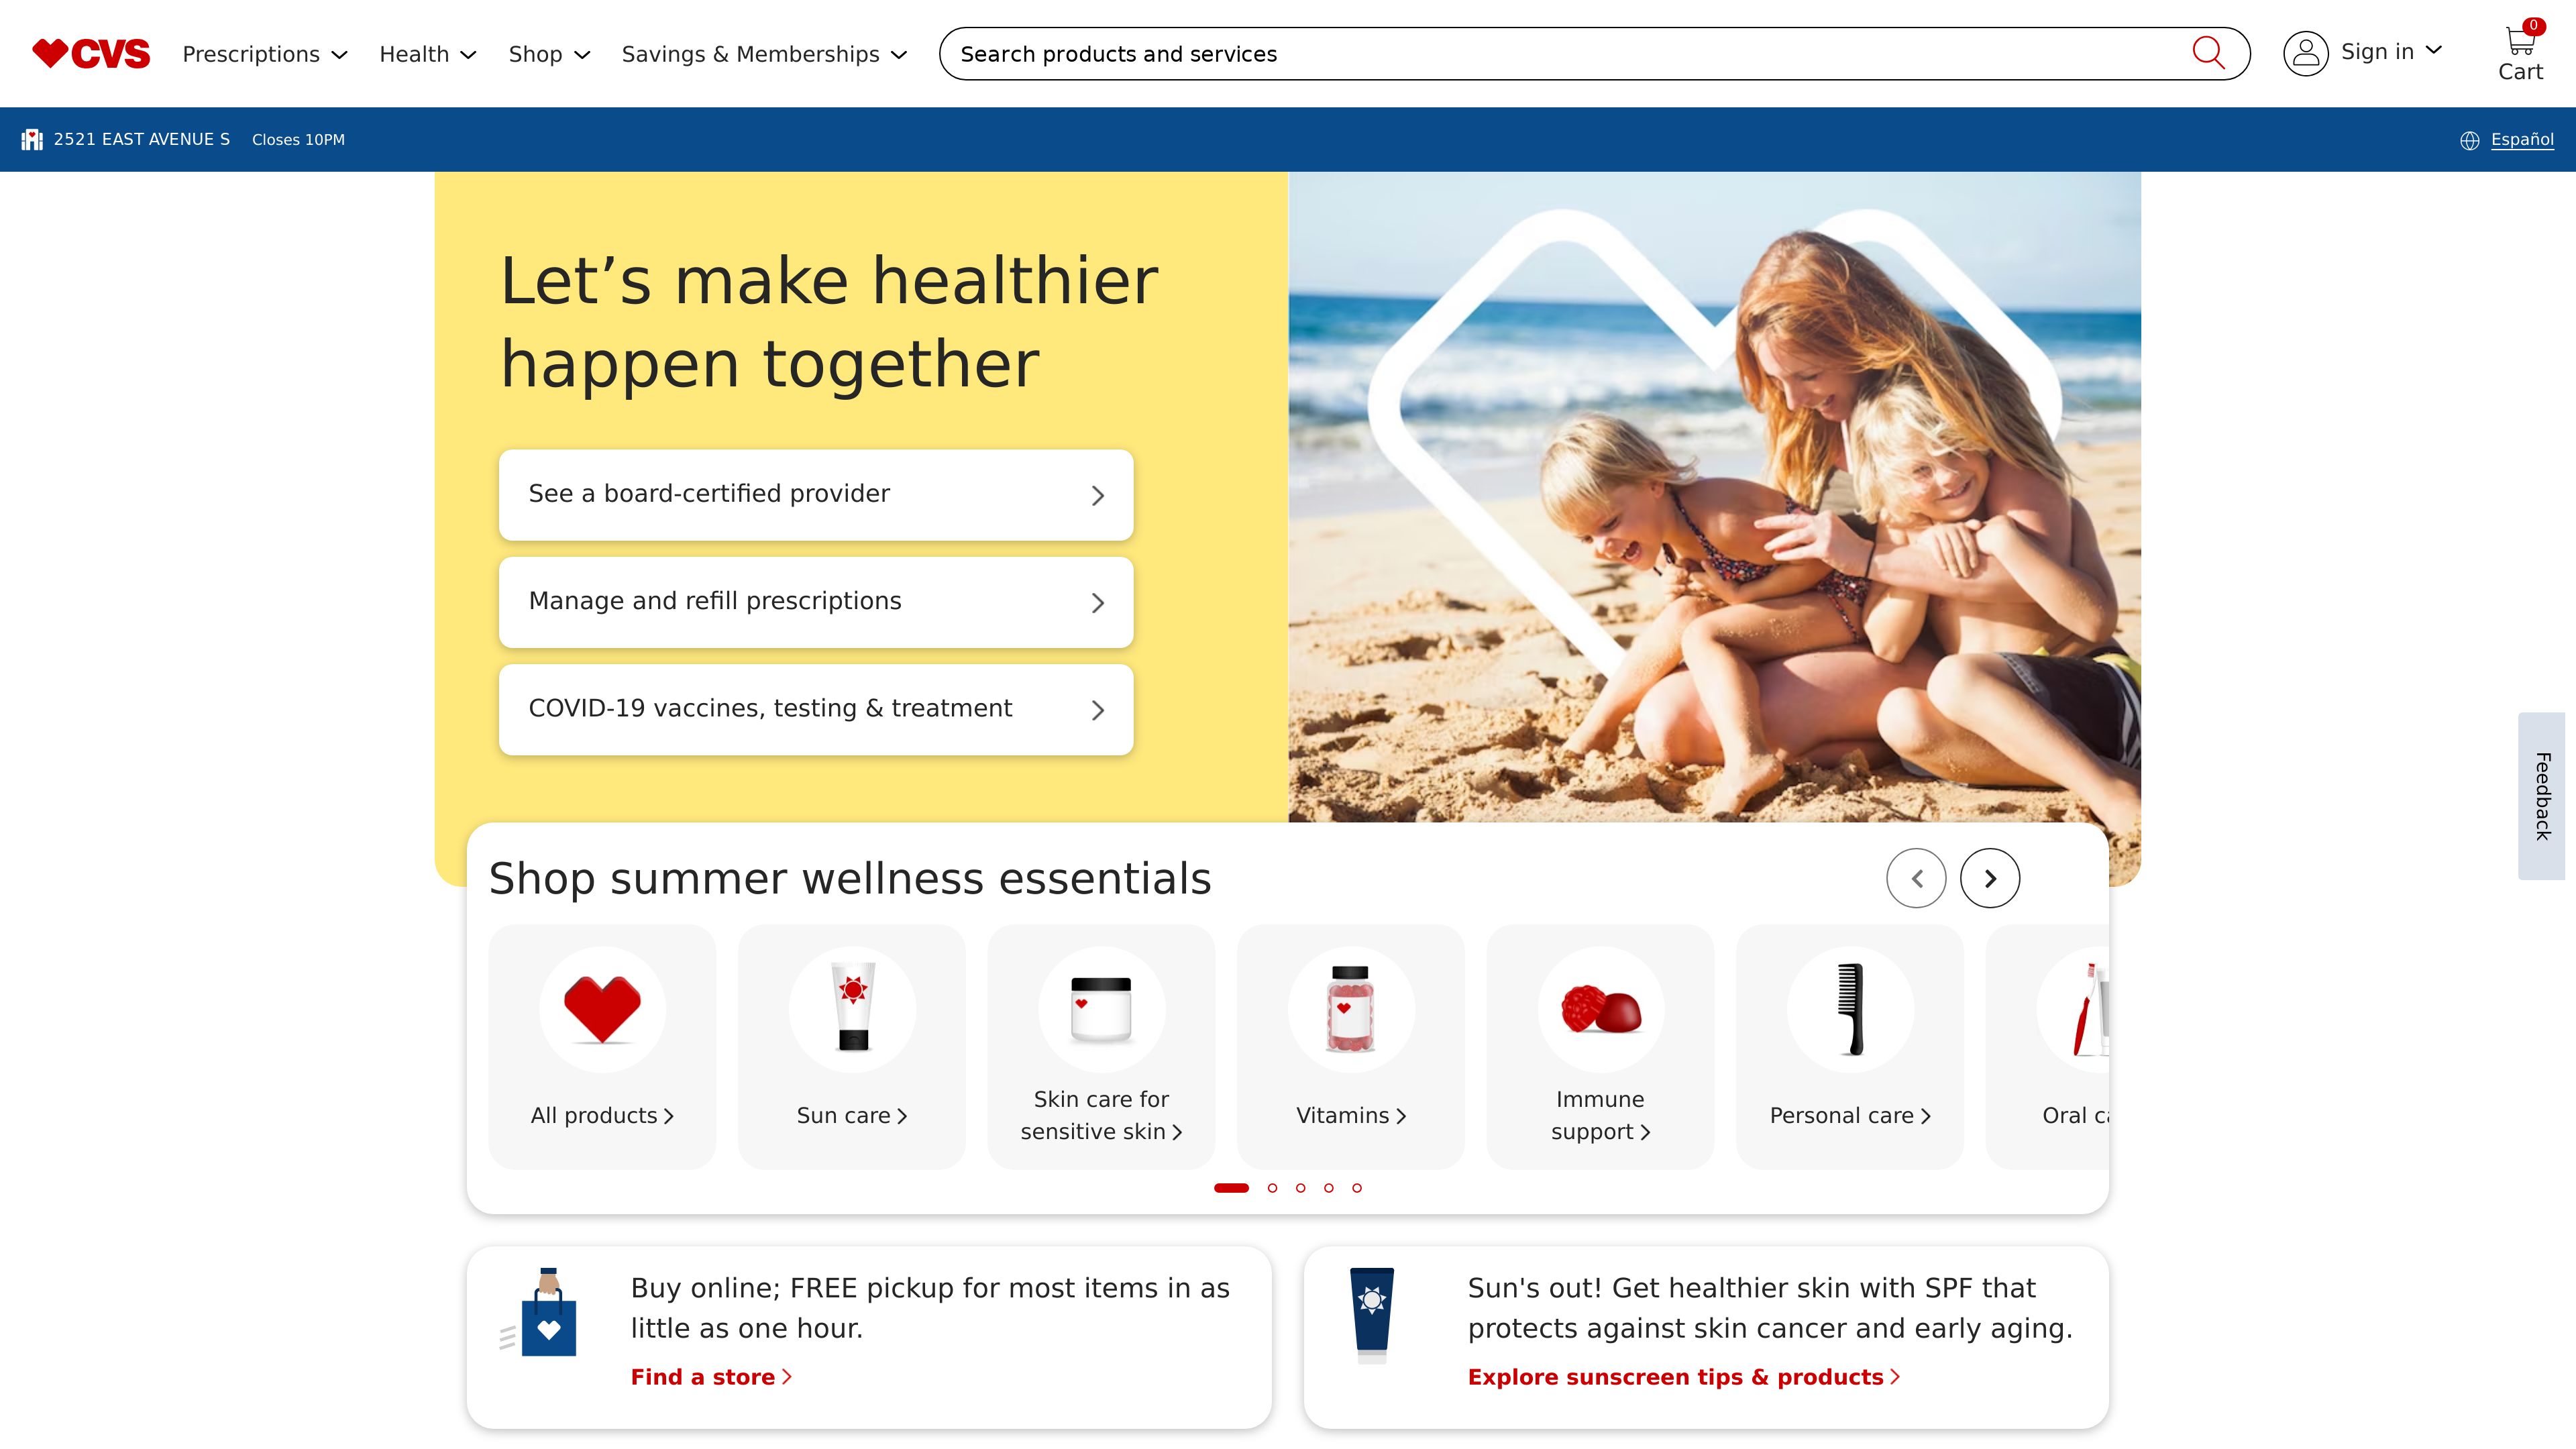 CVS
Prescriptions
Health
Shop
Savings & Memberships
Search products and services
Sign in
0
Cart
2521 EAST AVENUE S
Closes 10PM
Español
Let’s make healthier
happen together
See a board-certified provider
Manage and refill prescriptions
COVID-19 vaccines, testing & treatment
Feedback
Shop summer wellness essentials
All products
Sun care
Skin care for
sensitive skin
Vitamins
Immune
support
Personal care
Oral
Buy online; FREE pickup for most items in as
little as one hour.
Find a store
Sun's out! Get healthier skin with SPF that
protects against skin cancer and early aging.
Explore sunscreen tips & products